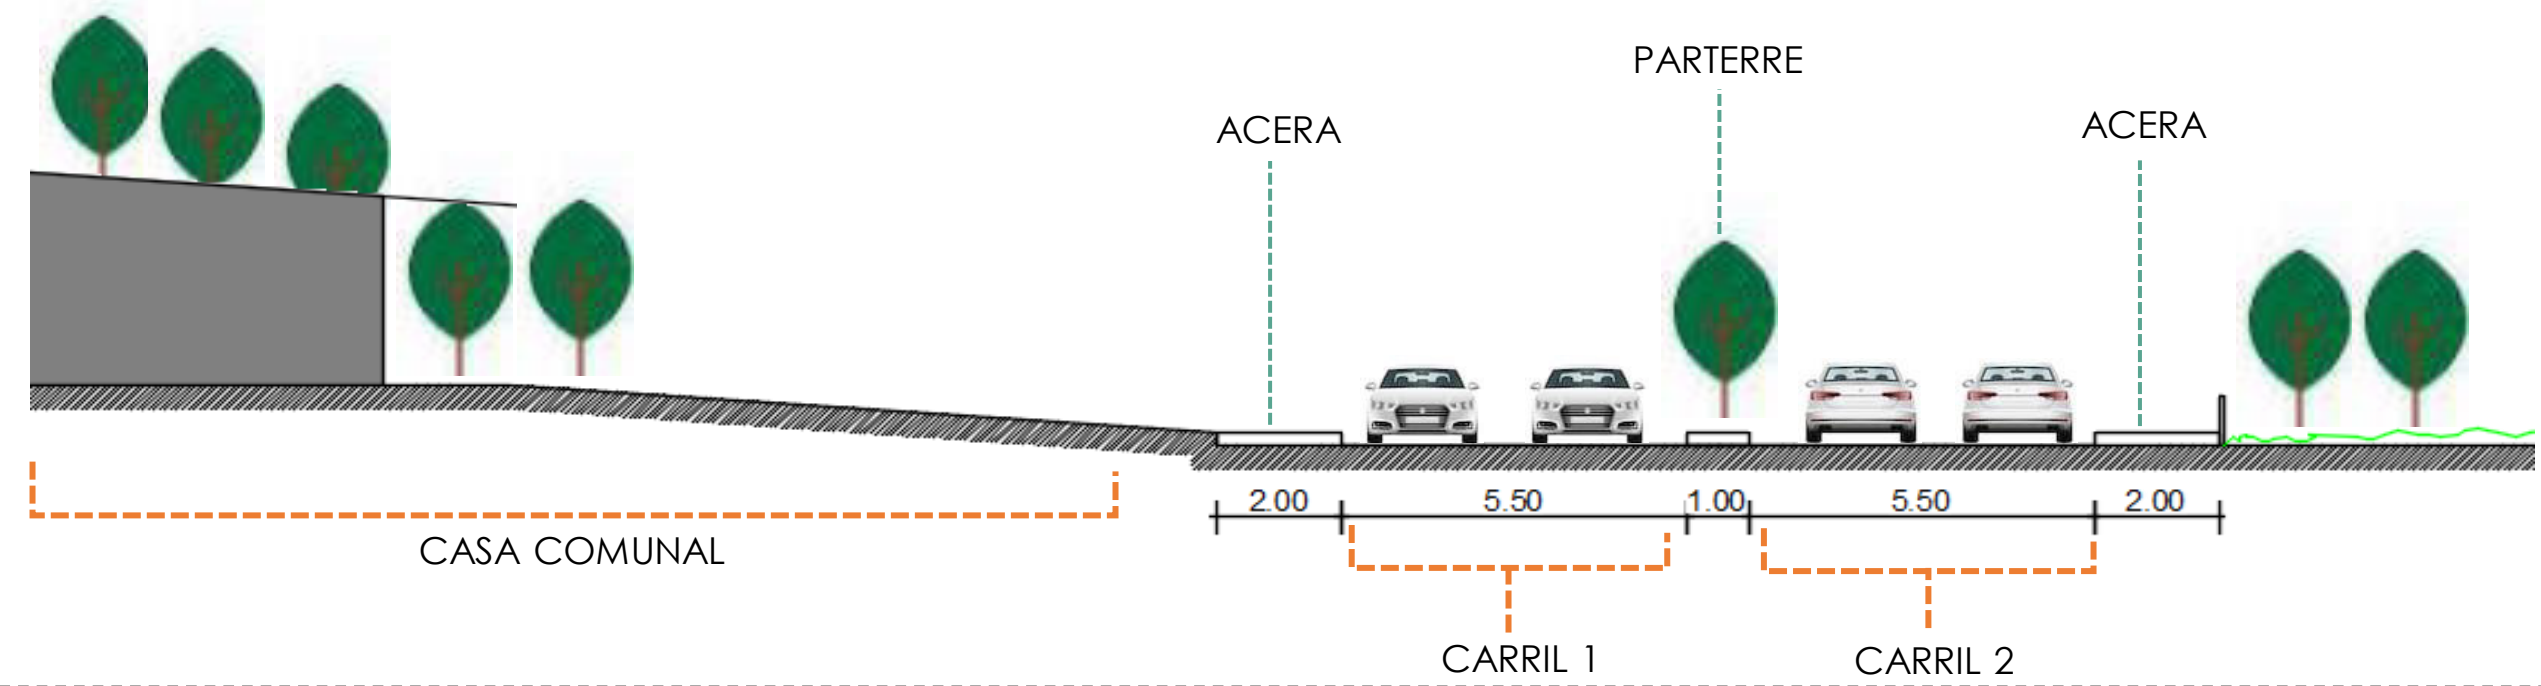 PARTERRE
ACERA
ACERA
2.00 5.50 1.00 5.50 2.00
CASA COMUNAL
CARRIL 1
CARRIL 2